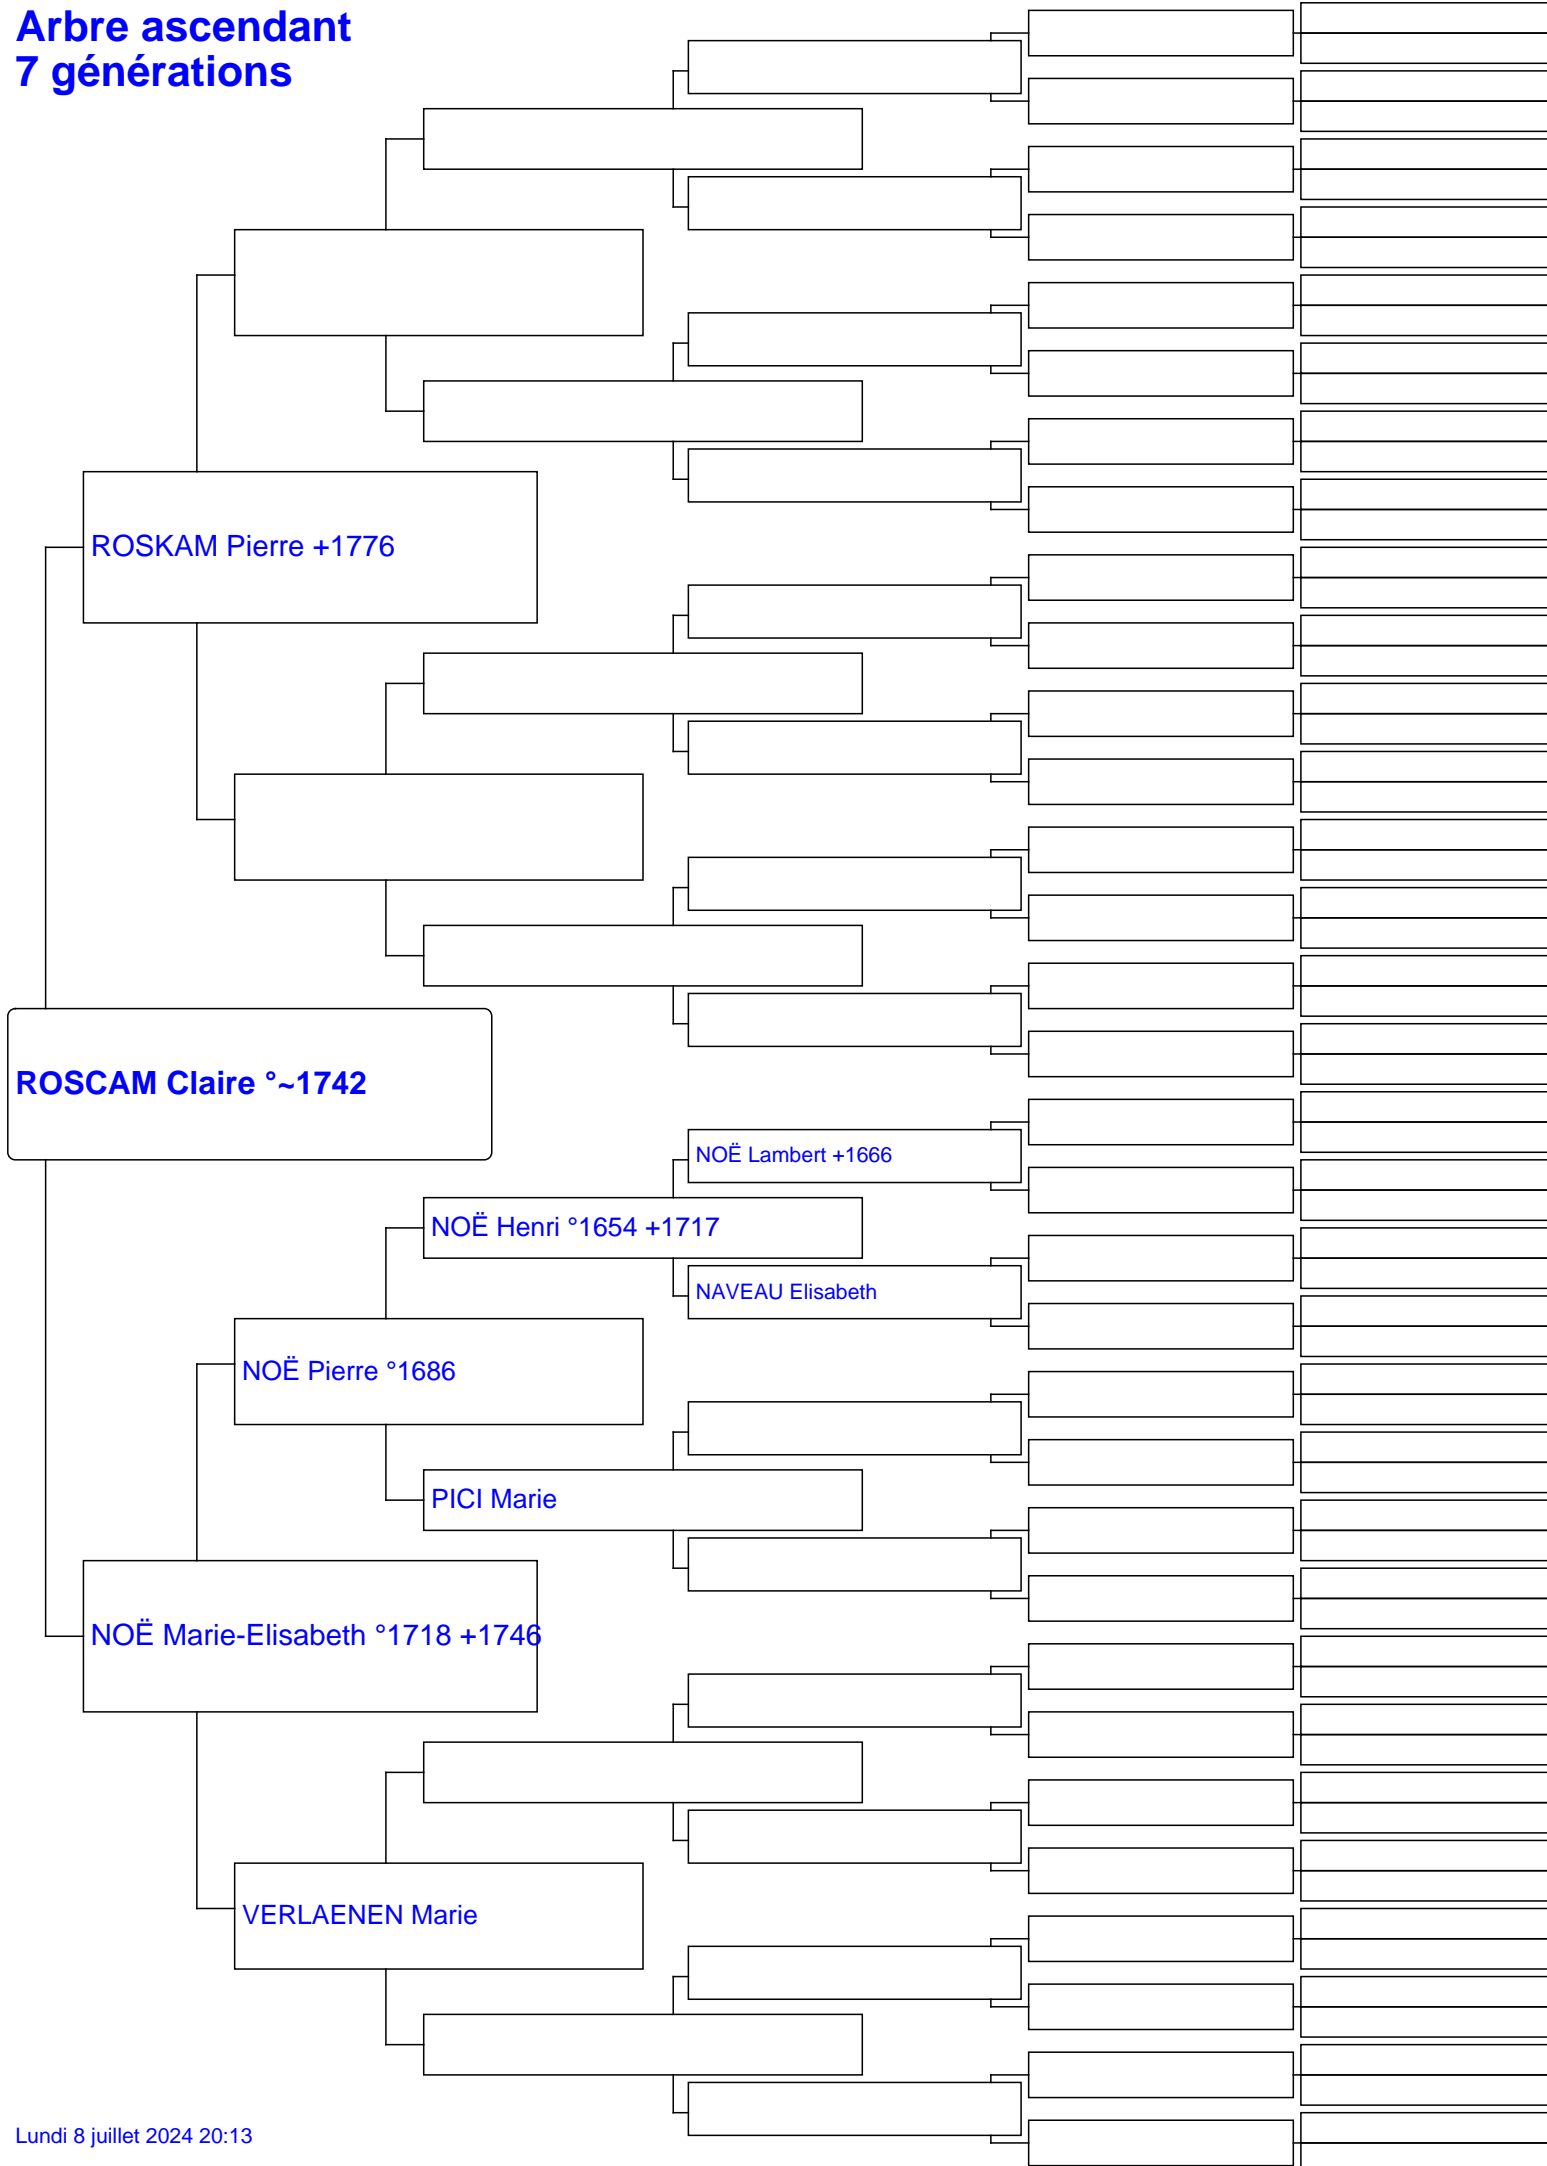 Arbre ascendant
7 générations
ROSKAM Pierre +1776
ROSCAM Claire °~1742
NOË Lambert +1666
NOË Henri °1654 +1717
NAVEAU Elisabeth
NOË Pierre °1686
PICI Marie
NOË Marie-Elisabeth °1718 +1746
VERLAENEN Marie
Lundi 8 juillet 2024 20:13